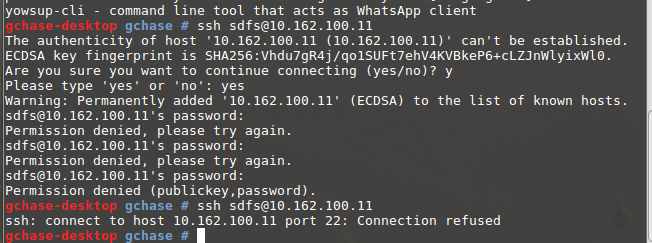 yowsup-cli - command line tool that acts as WhatsApp client
gchase-desktop gchase # ssh sdfs@10.162.100.11
The authenticity of host '10.162.100.11 (10.162.100.11)' can't be established.
ECDSA key fingerprint is SHA256:Vhdu7gR4j/qo1SUFt7ehV4KVBkeP6+cLZJnWlyixWl0.
Are you sure you want to continue connecting (yes/no)? y
Please type 'yes' or 'no': yes
Warning: Permanently added '10.162.100.11' (ECDSA) to the list of known hosts.
sdfs@10.162.100.11's password:
Permission denied, please try again.
sdfs@10.162.100.11's password:
Permission denied, please try again.
sdfs@10.162.100.11's password:
Permission denied (publickey,password).
gchase-desktop gchase # ssh sdfs@10.162.100.11
ssh: connect to host 10.162.100.11 port 22: Connection refused
gchase-desktop gchase #